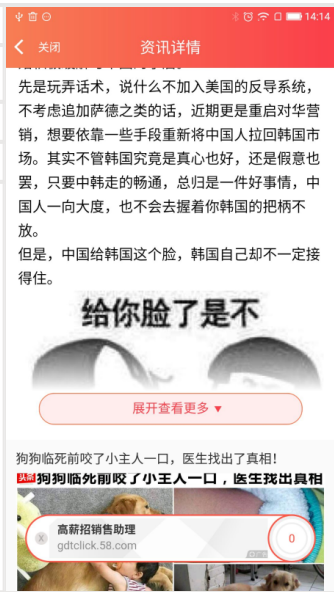 14:14
关闭
资讯详情
先是玩弄话术，说什么不加入美国的反导系统，
不考虑追加萨德之类的话，近期更是重启对华营
销，想要依靠一些手段重新将中国人拉回韩国市
场。其实不管韩国究竟是真心也好，还是假意也
罢，只要中韩走的畅通，总归是一件好事情，中
国人一向大度，也不会去握着你韩国的把柄不
放。
但是，中国给韩国这个脸，韩国自己却不一定接
得住。
给你脸了是不
展开查看更多 ▼
狗狗临死前咬了小主人一口，医生找出了真相！
头条 狗狗临死前咬了小主人一口，医生找出真相
高薪招销售助理
gdtclick.58.com
0